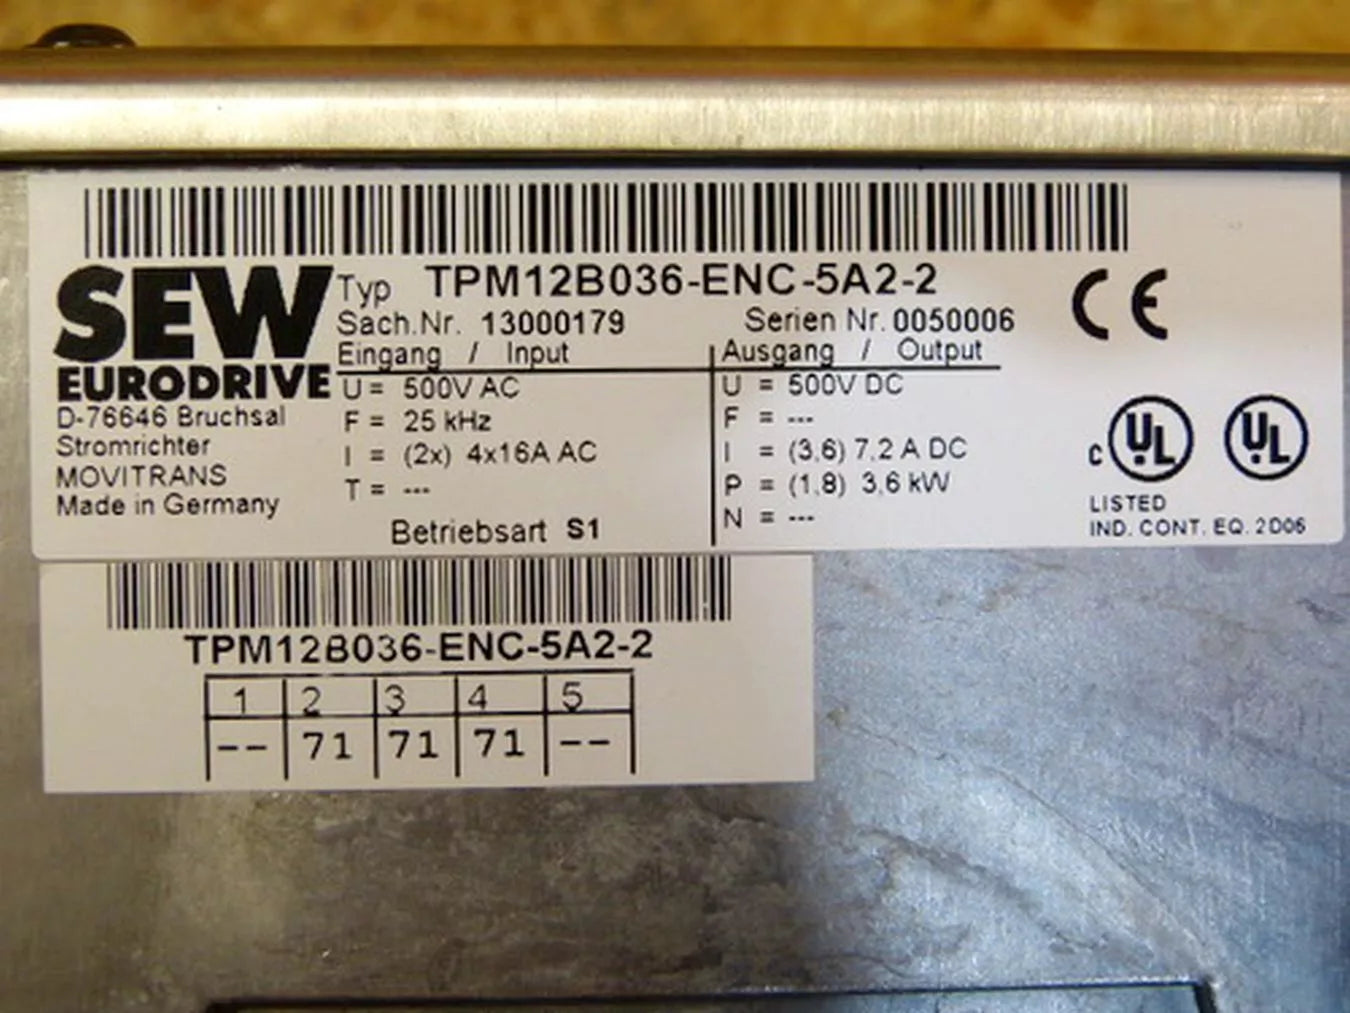 SEW
EURODRIVE
D-76646 Bruchsal
Stromrichter
MOVITRANS
Made in Germany
Typ TPM12B036-ENC-5A2-2
Sach.Nr. 13000179 Serien Nr. 0050006
Eingang / Input
U = 500V AC
F = 25 kHz
I = (2x) 4x16A AC
T = ---
Betriebsart S1
Ausgang / Output
U = 500V DC
F = ---
I = (3,6) 7,2 A DC
P = (1,8) 3,6 kW
N = ---
CE
c UL UL
LISTED
IND. CONT. EQ. 2D06
TPM12B036-ENC-5A2-2
1 2 3 4 5
-- 71 71 71 --